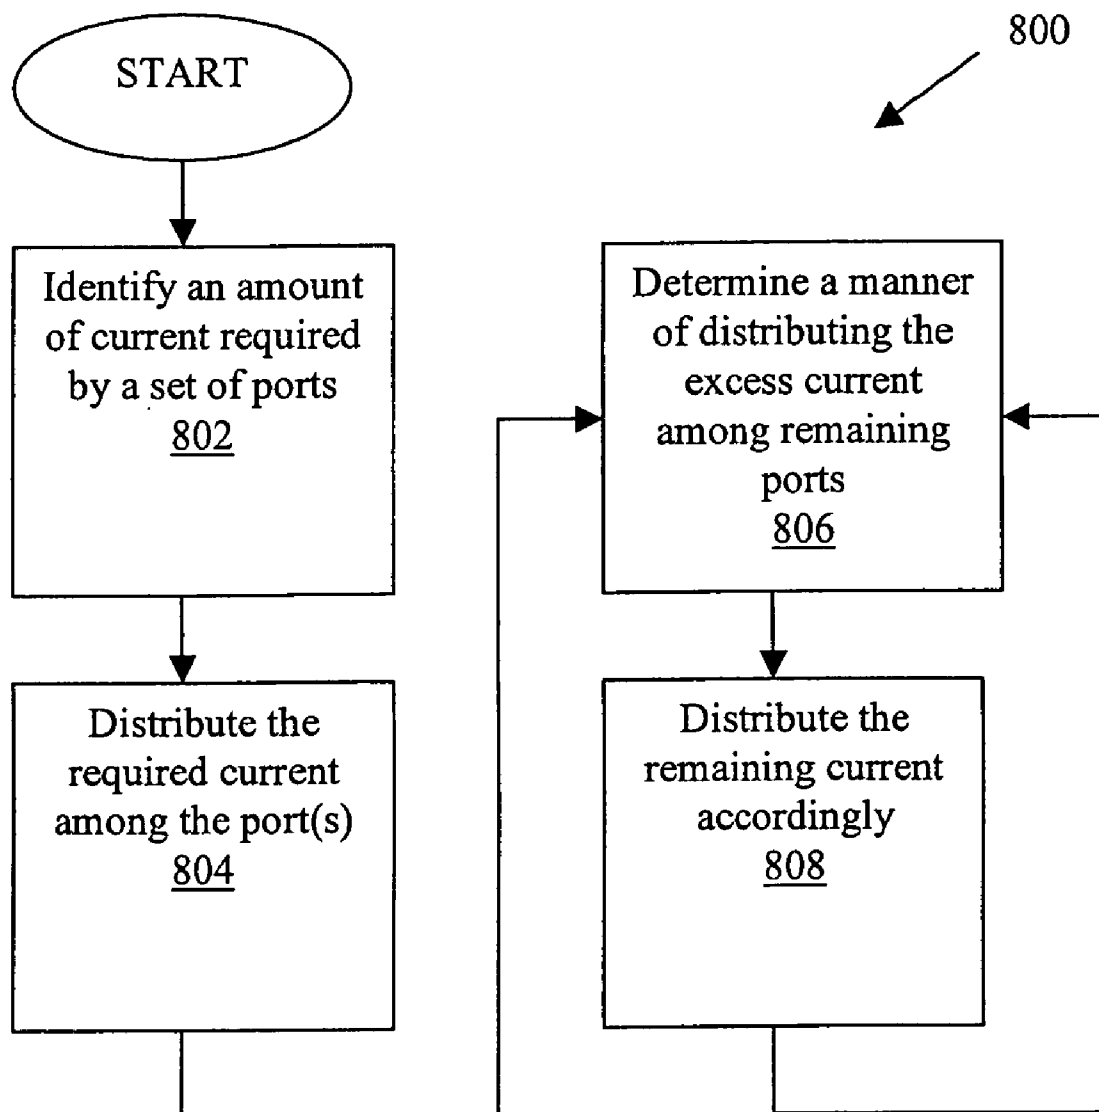 800
START
Identify an amount
of current required
by a set of ports
802
Distribute the
required current
among the port(s)
804
Determine a manner
of distributing the
excess current
among remaining
ports
806
Distribute the
remaining current
accordingly
808